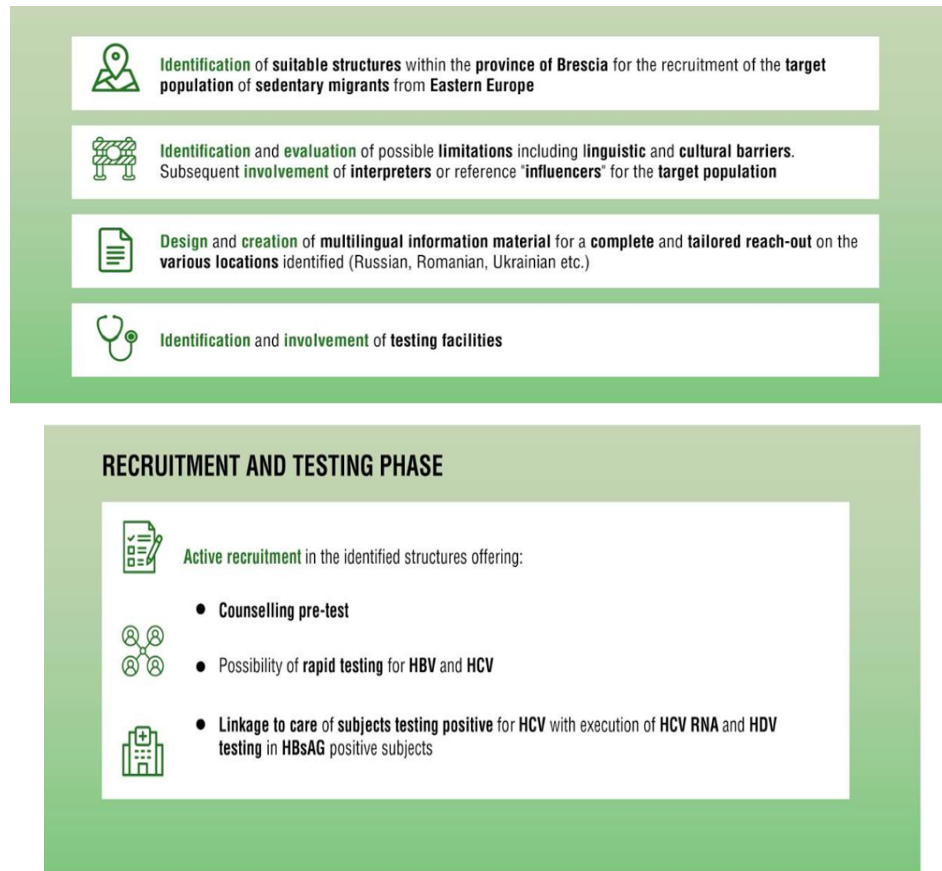 Identification of suitable structures within the province of Brescia for the recruitment of the target
population of sedentary migrants from Eastern Europe
Identification and evaluation of possible limitations including linguistic and cultural barriers.
Subsequent involvement of interpreters or reference "influencers" for the target population
Design and creation of multilingual information material for a complete and tailored reach-out on the
various locations identified (Russian, Romanian, Ukrainian etc.)
Identification and involvement of testing facilities
RECRUITMENT AND TESTING PHASE
Active recruitment in the identified structures offering:
● Counselling pre-test
● Possibility of rapid testing for HBV and HCV
● Linkage to care of subjects testing positive for HCV with execution of HCV RNA and HDV
testing in HBsAG positive subjects